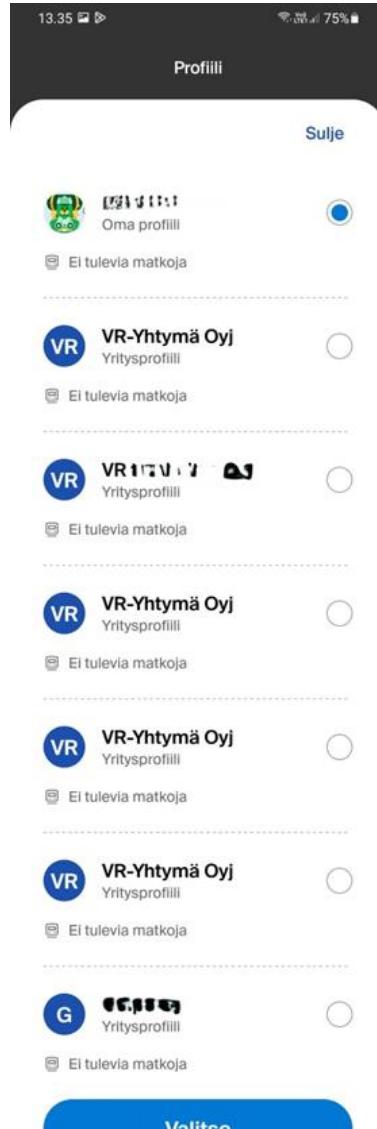 13.35 75%
Profiili
Sulje
Oma profiili
Ei tulevia matkoja
VR VR-Yhtymä Oyj
Yritysprofiili
Ei tulevia matkoja
VR VR
Yritysprofiili
Ei tulevia matkoja
VR VR-Yhtymä Oyj
Yritysprofiili
Ei tulevia matkoja
VR VR-Yhtymä Oyj
Yritysprofiili
Ei tulevia matkoja
VR VR-Yhtymä Oyj
Yritysprofiili
Ei tulevia matkoja
G
Yritysprofiili
Ei tulevia matkoja
Valitse